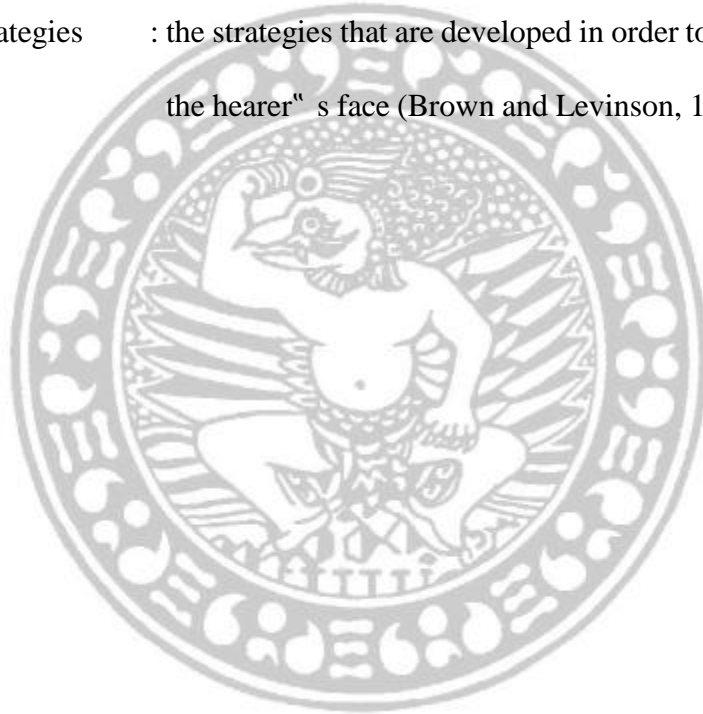 ategies : the strategies that are developed in order to
the hearer‟ s face (Brown and Levinson, 1